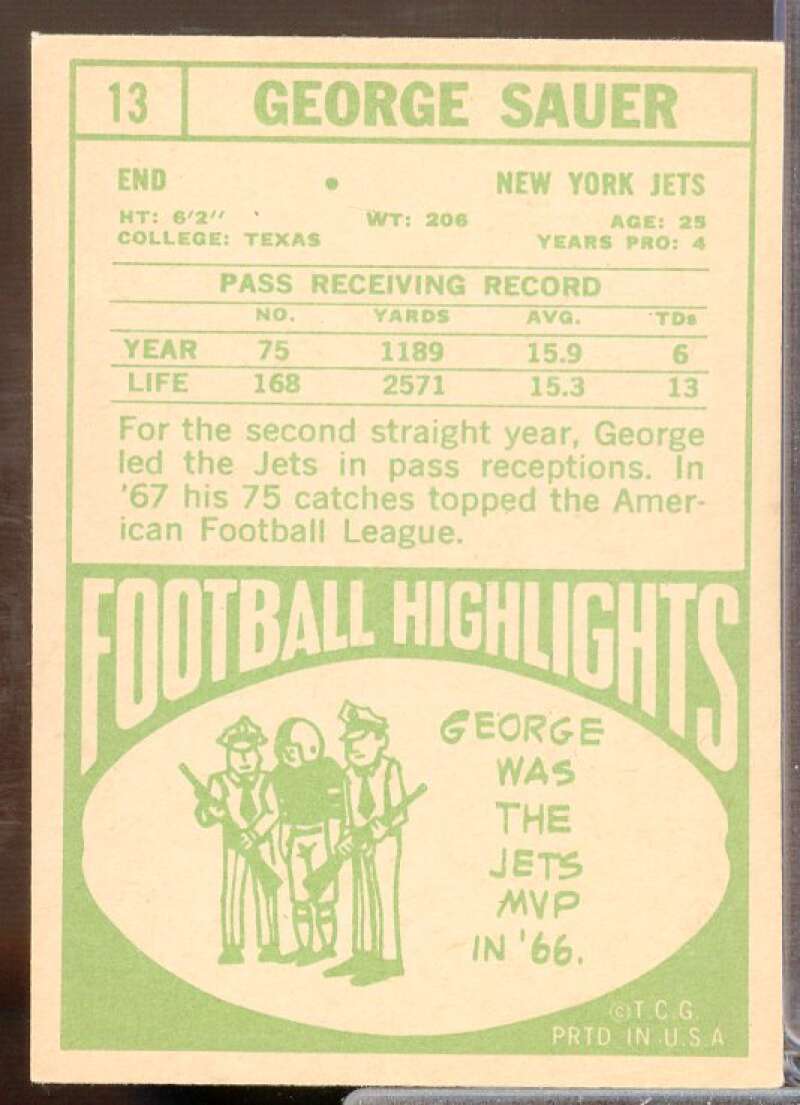 13 GEORGE SAUER
END • NEW YORK JETS
HT: 6'2" WT: 206 AGE: 25
COLLEGE: TEXAS YEARS PRO: 4
PASS RECEIVING RECORD
NO. YARDS AVG. TDs
YEAR 75 1189 15.9 6
LIFE 168 2571 15.3 13
For the second straight year, George
led the Jets in pass receptions. In
'67 his 75 catches topped the Amer-
ican Football League.
FOOTBALL HIGHLIGHTS
GEORGE
WAS
THE
JETS
MVP
IN '66.
©T.C.G.
PRTD IN U.S.A